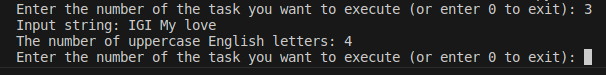 Enter the number of the task you want to execute (or enter 0 to exit): 3
Input string: IGI My love
The number of uppercase English letters: 4
Enter the number of the task you want to execute (or enter 0 to exit):